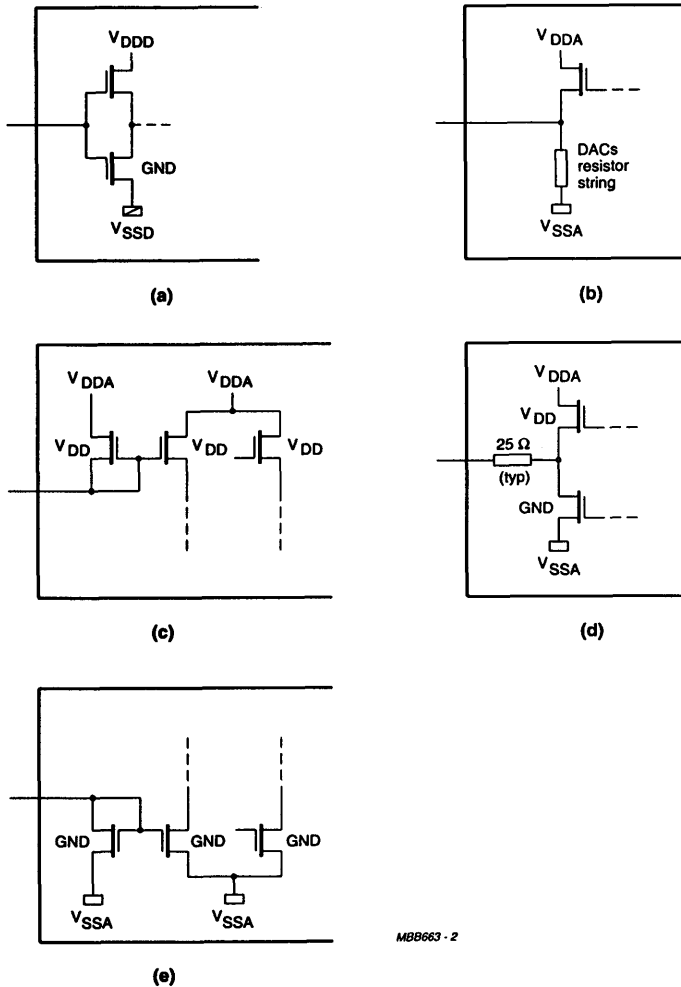 VDDD
GND
VSSD
(a)
VDDA
DACs
resistor
string
VSSA
(b)
VDDA VDDA
VDD VDD VDD
(c)
VDDA
VDD
25 Ω
(typ)
GND
VSSA
(d)
GND GND GND
VSSA VSSA
(e)
MBB663 - 2